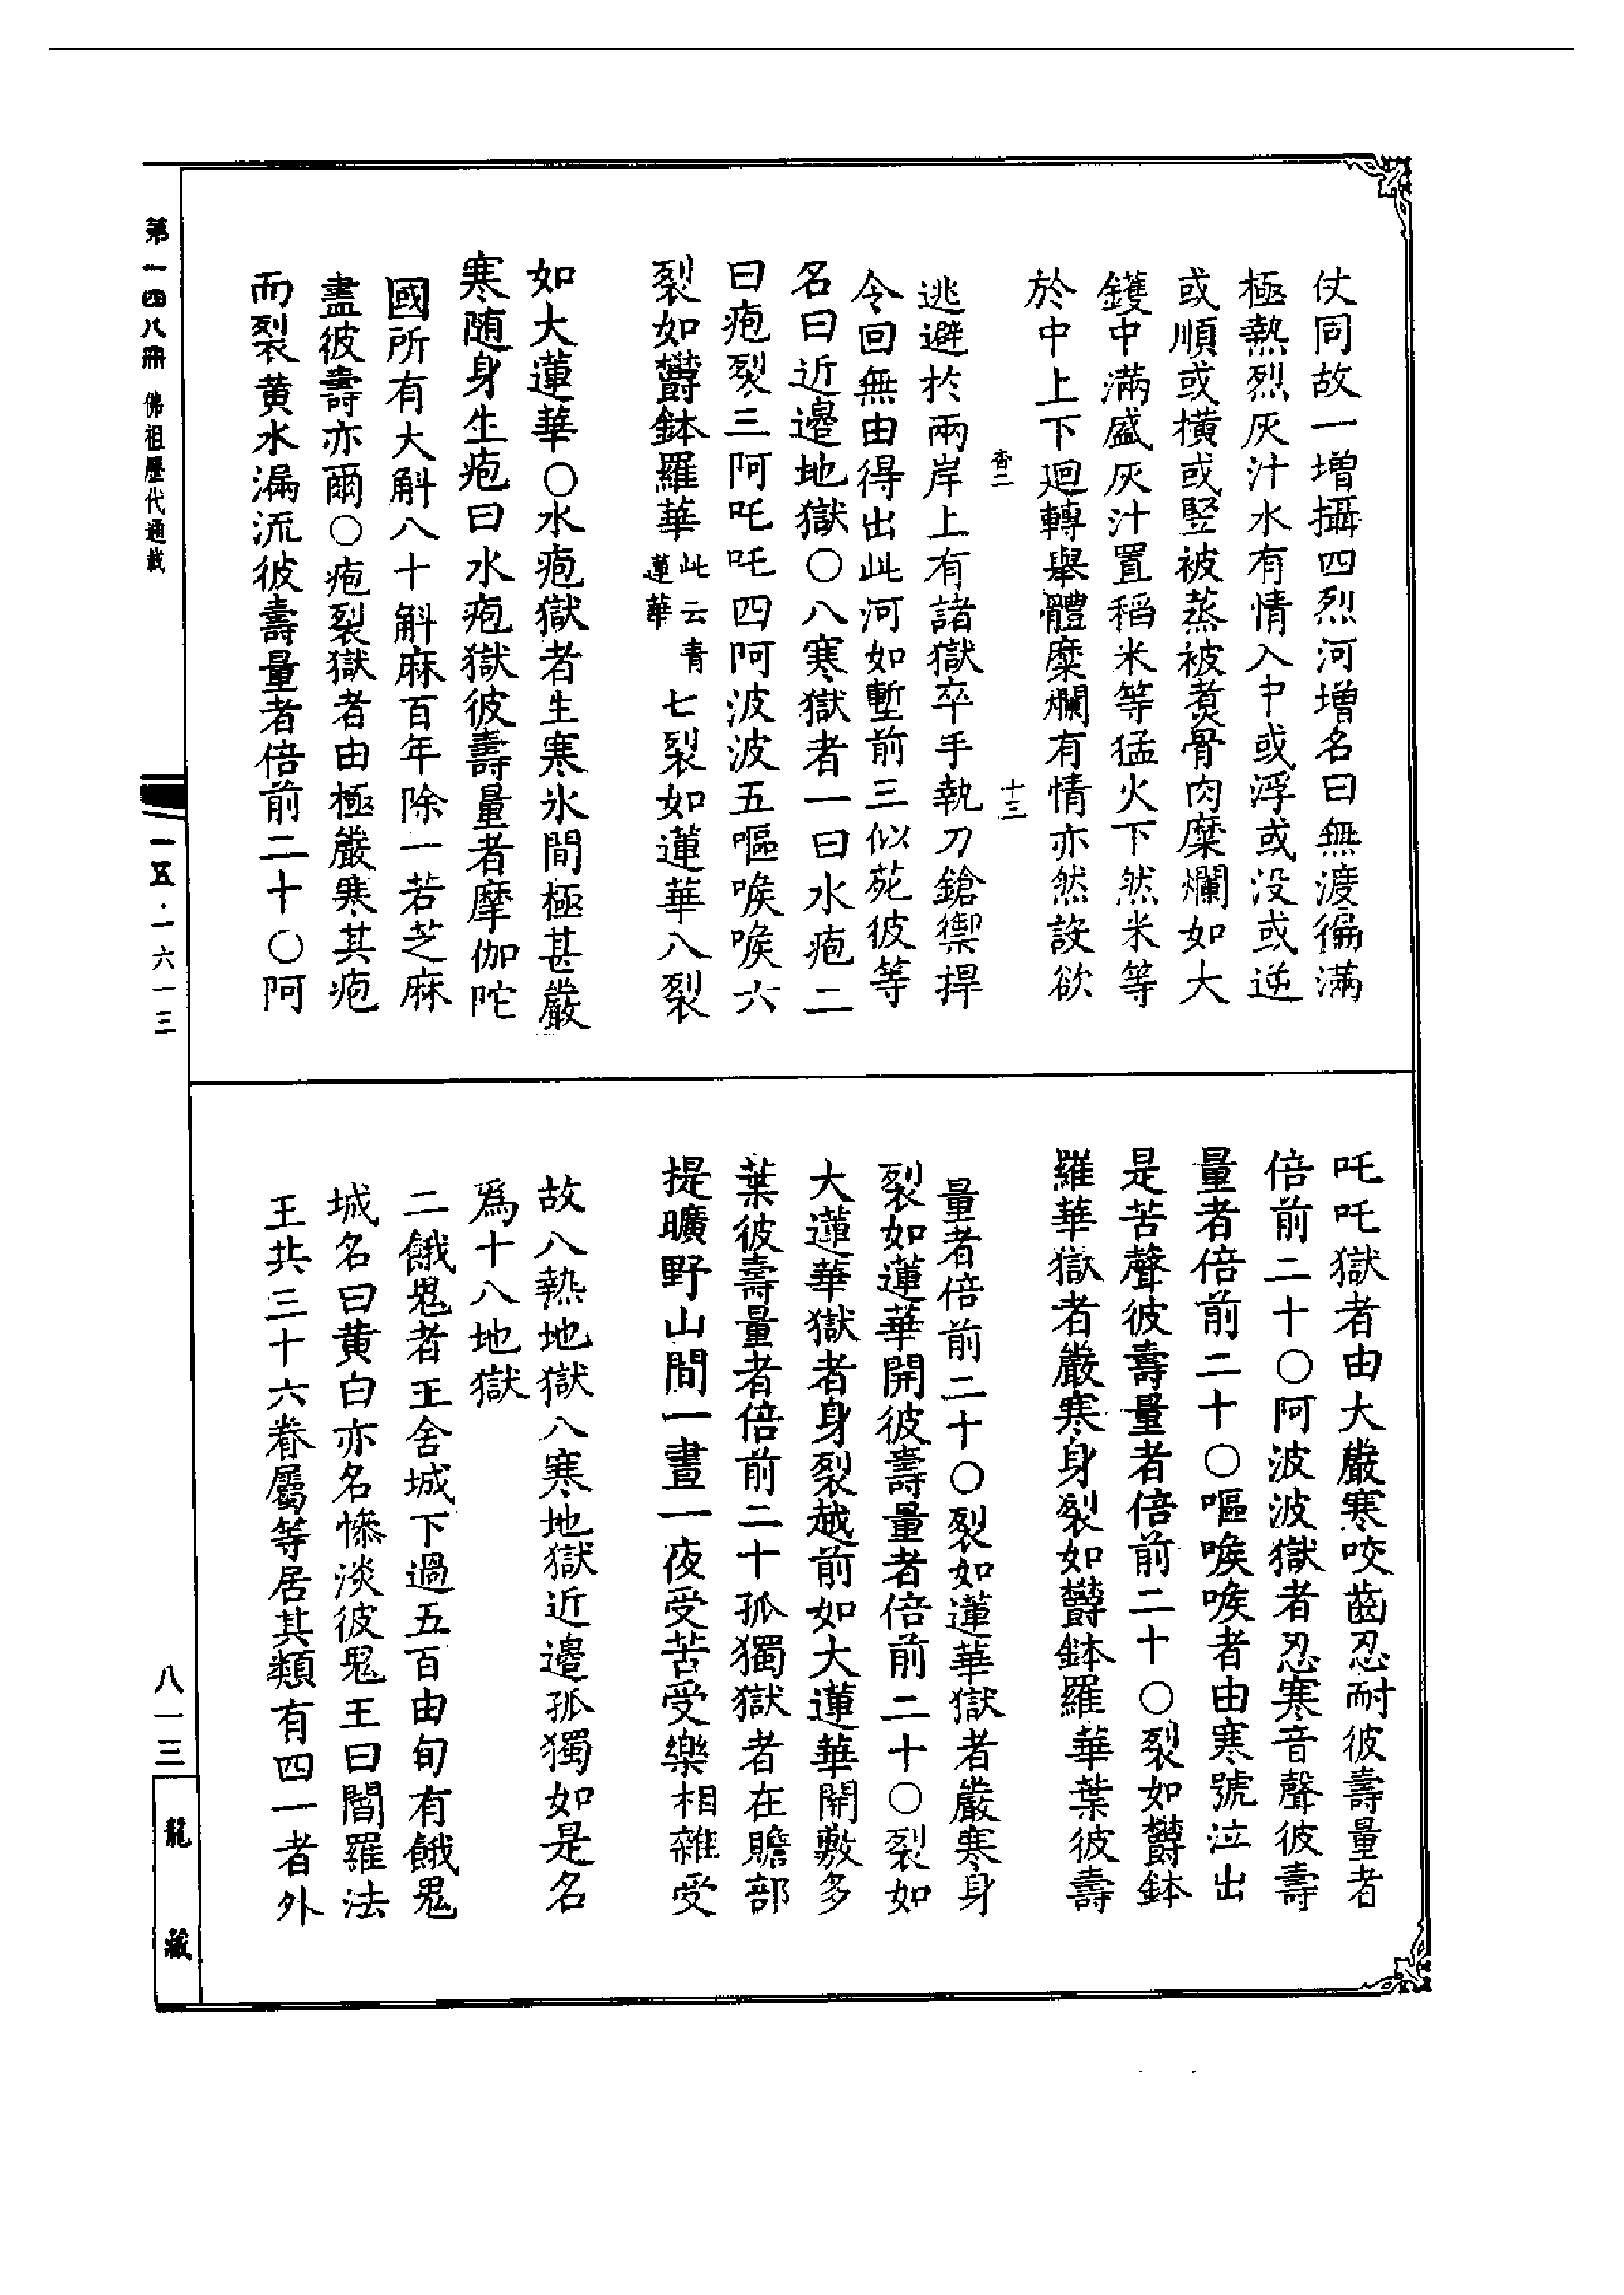 仗同故一增攝四烈河增名曰無渡徧滿
極熱烈灰汁水有情入中或浮或没或逆
或順或橫或竪被蒸被煑骨肉糜爛如大
鑊中滿盛灰汁置稻米等猛火下然米等
於中上下迴轉舉體糜爛有情亦然設欲
十三
逃避於兩岸上有諸獄卒手執刀鎗禦捍
令回無由得出此河如塹前三似苑彼等
名曰近邊地獄○八寒獄者一曰水疱二
曰疱裂三阿吒吒四阿波波五嘔㗋㗋六
裂如欝鉢羅華此云青蓮華七裂如蓮華八裂
如大蓮華○水疱獄者生寒氷間極甚嚴
寒随身生疱曰水疱獄彼壽量者摩伽陀
國所有大斛八十斛麻百年除一若芝麻
盡彼壽亦爾○疱裂獄者由極嚴寒其疱
而裂黄水漏流彼壽量者倍前二十○阿
吒吒獄者由大嚴寒咬齒忍耐彼壽量者
倍前二十○阿波波獄者忍寒音聲彼壽
量者倍前二十○嘔㗋㗋者由寒號泣出
是苦聲彼壽量者倍前二十○裂如欝鉢
羅華獄者嚴寒身裂如欝鉢羅華葉彼壽
量者倍前二十○裂如蓮華獄者嚴寒身
裂如蓮華開彼壽量者倍前二十○裂如
大蓮華獄者身裂越前如大蓮華開敷多
葉彼壽量者倍前二十孤獨獄者在贍部
提曠野山間一晝一夜受苦受樂相雜受
故八熱地獄八寒地獄近邊孤獨如是名
爲十八地獄
二餓鬼者王舍城下過五百由旬有餓鬼
城名曰黄白亦名慘淡彼鬼王曰閻羅法
王共三十六眷屬等居其類有四一者外
第一四八冊 佛祖歷代通載
一五·一六一三
八一三
龍藏